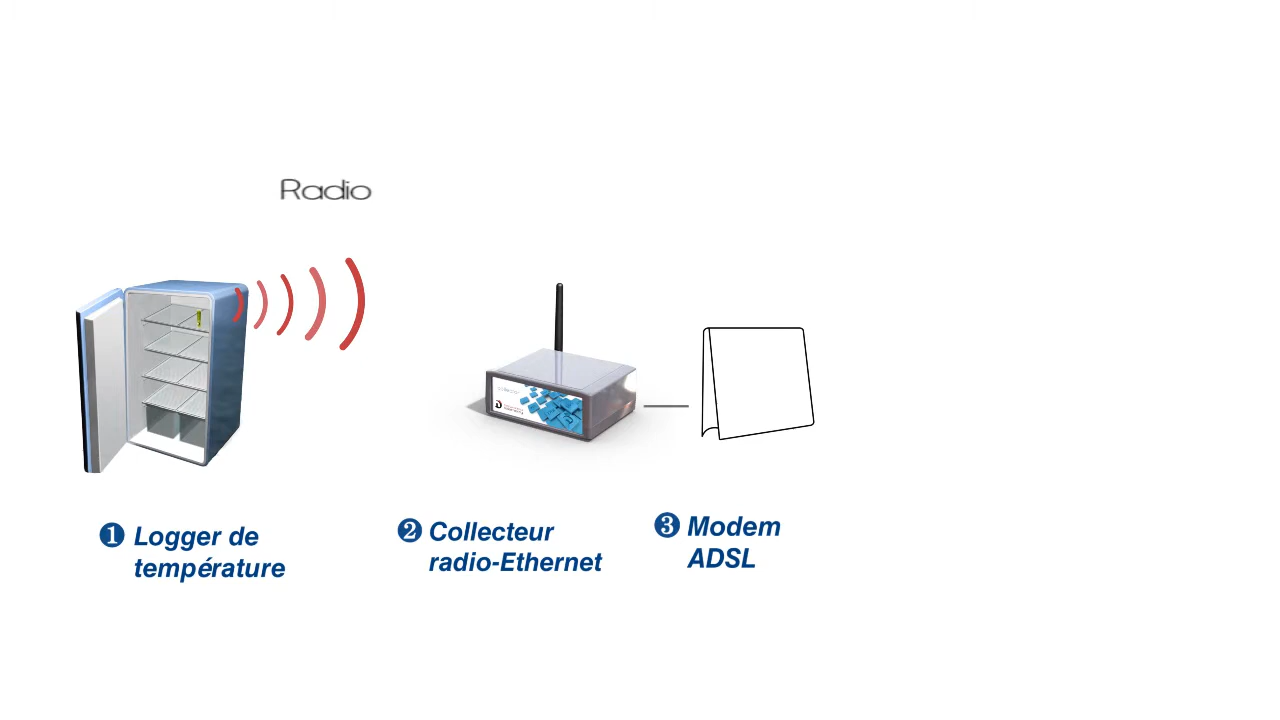 Radio
❶ Logger de
température
❷ Collecteur
radio-Ethernet
❸ Modem
ADSL